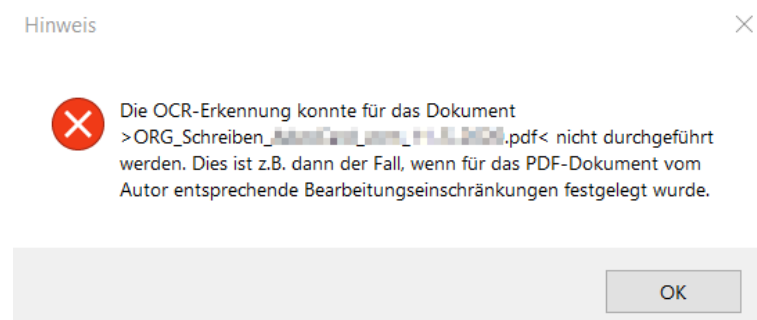 Hinweis
Die OCR-Erkennung konnte für das Dokument
>ORG_Schreiben_ .pdf< nicht durchgeführt
werden. Dies ist z.B. dann der Fall, wenn für das PDF-Dokument vom
Autor entsprechende Bearbeitungseinschränkungen festgelegt wurde.
OK